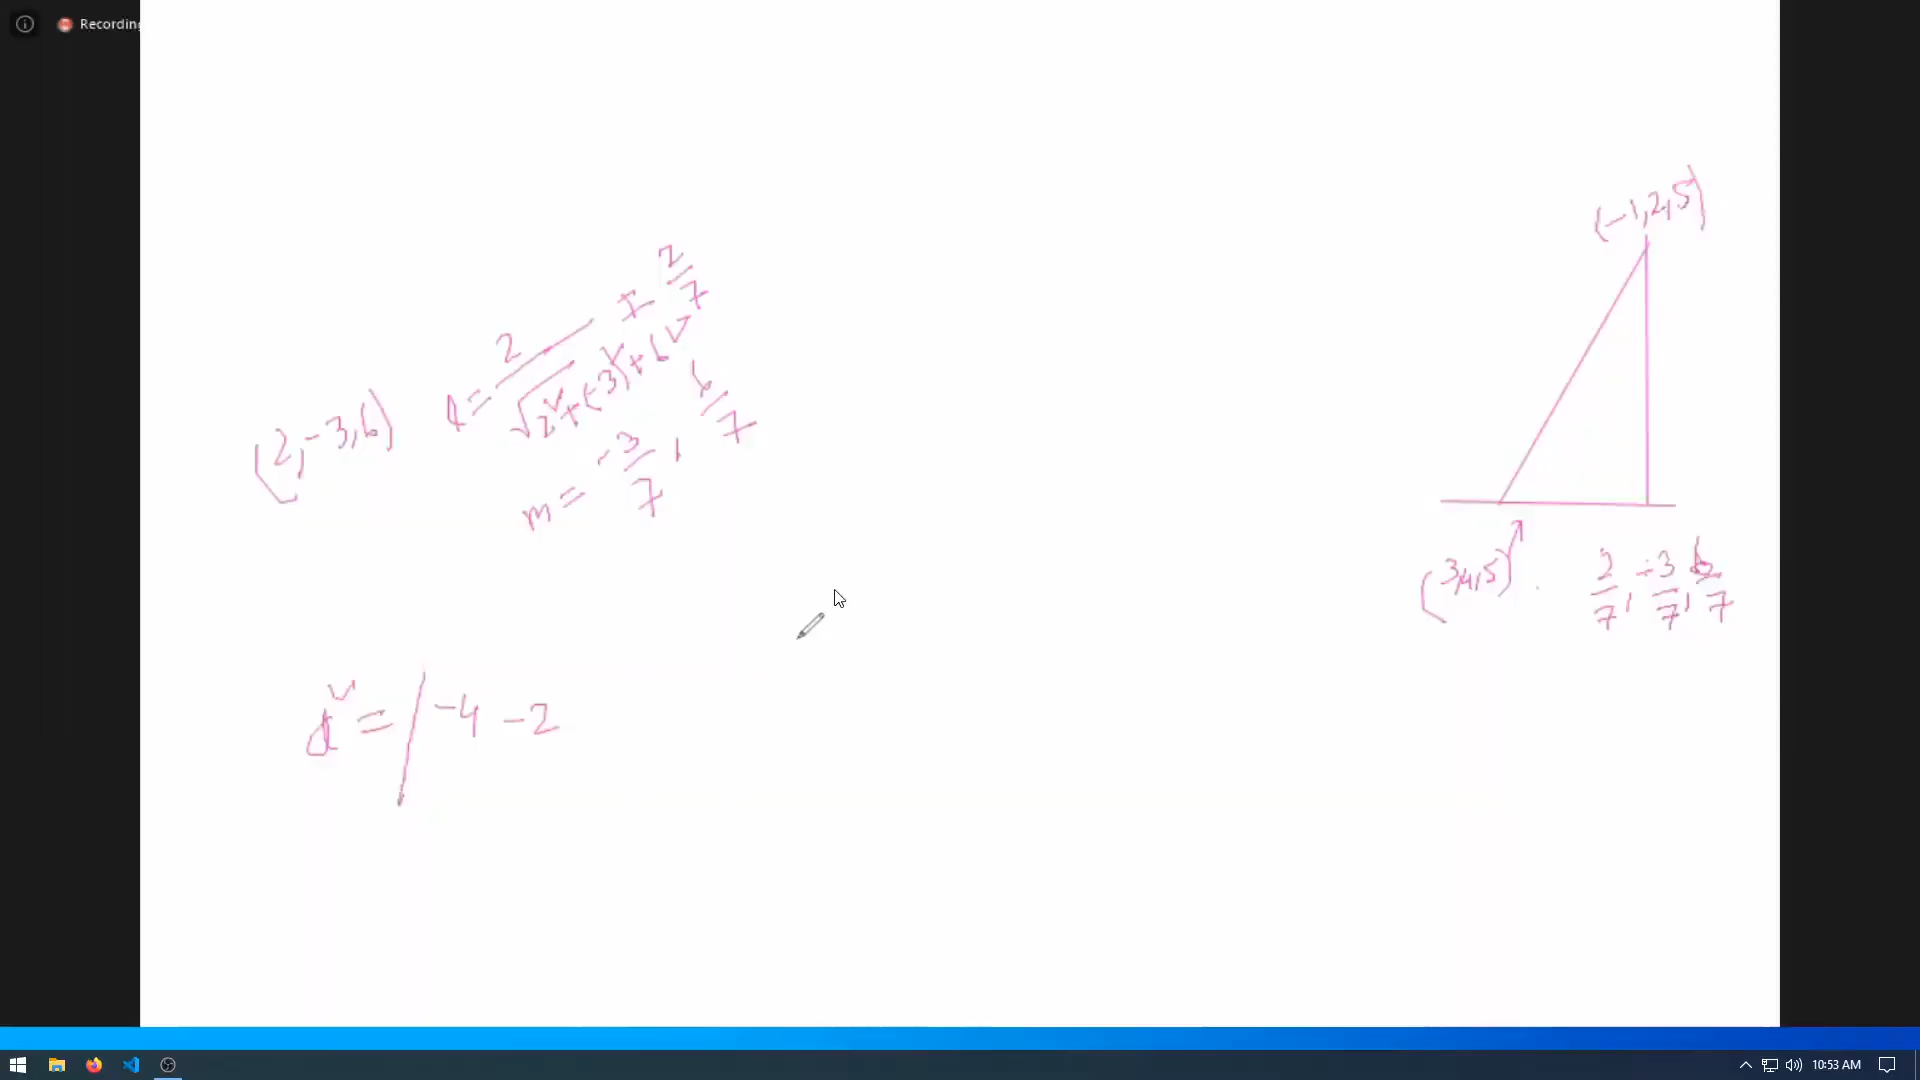 Recording
(-1,2,5)
(2,-3,6) l = 2/√2²+(-3)²+6² = 2/7
m = -3/7, 6/7
(3,4,5) . 2/7, -3/7, 6/7
d² = | -4 -2
10:53 AM